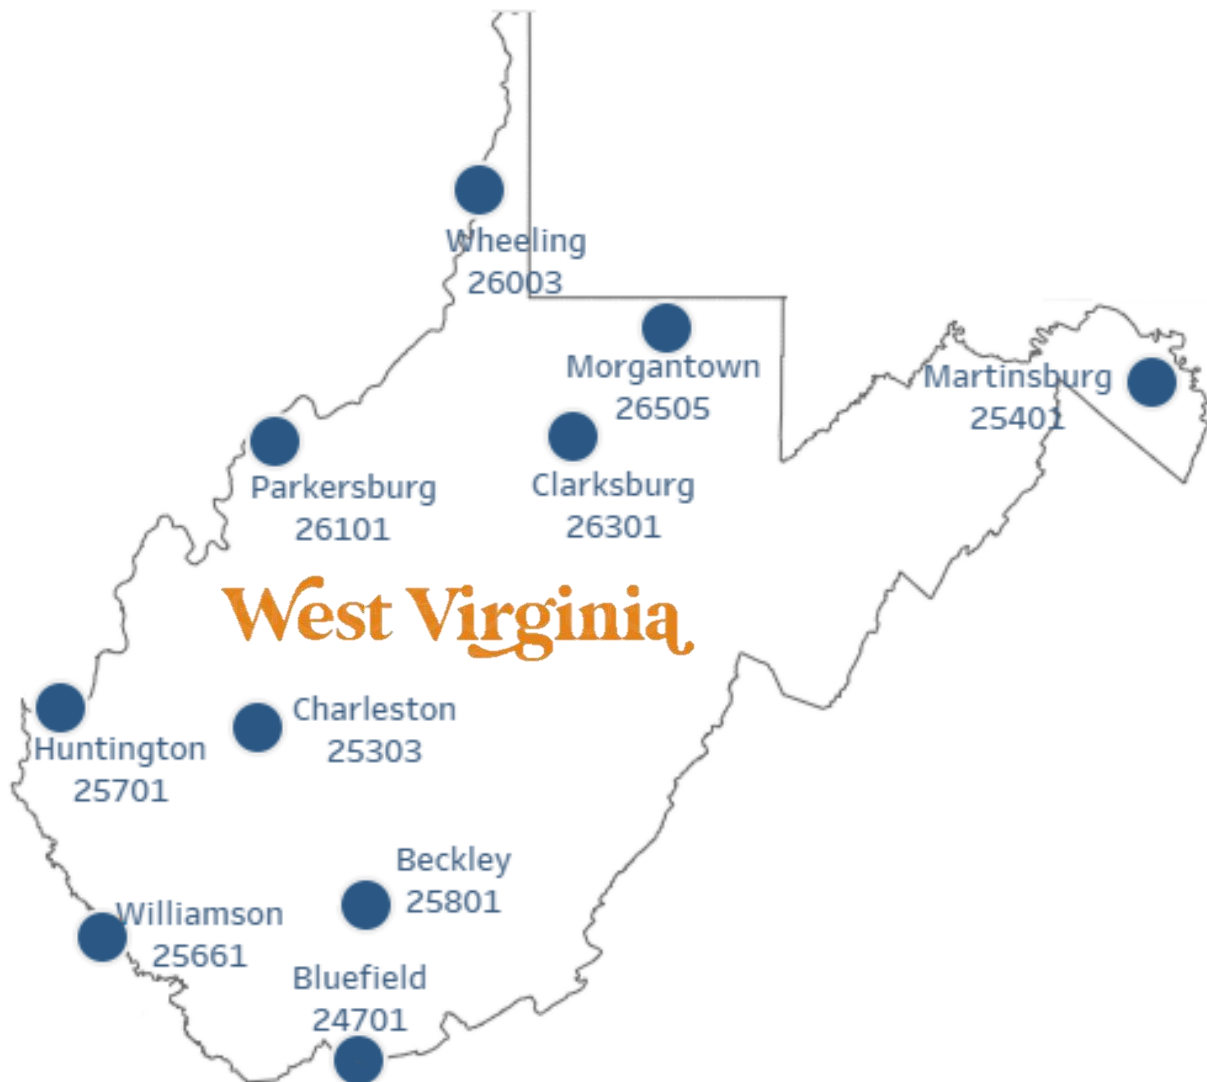 Wheeling
26003
Morgantown
26505
Martinsburg
25401
Parkersburg
26101
Clarksburg
26301
West Virginia
Charleston
25303
Huntington
25701
Beckley
25801
Williamson
25661
Bluefield
24701